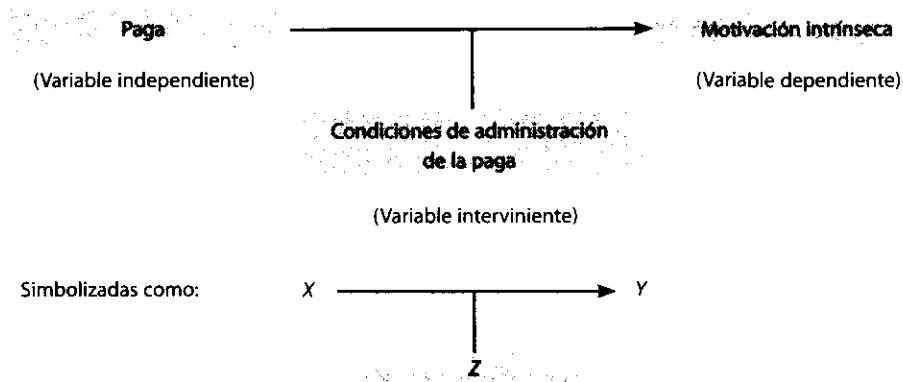 Paga Motivación intrínseca
(Variable independiente) (Variable dependiente)
Condiciones de administración
de la paga
(Variable interviniente)
Simbolizadas como: X Y
Z